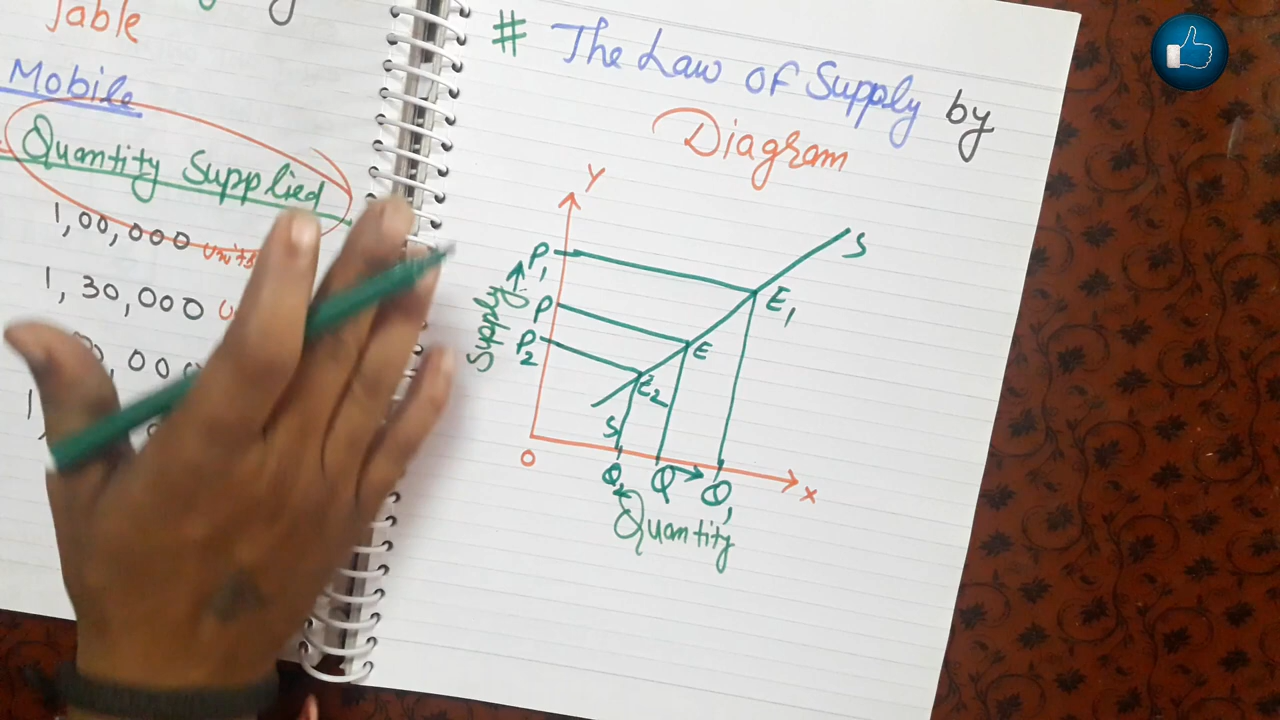 Table
Mobile
Quantity Supplied
1,00,000 Units
1,30,000
# The Law of Supply by
Diagram
Y
S
P1
E1
Supply
P
E
P2
E2
S
O
Q2 Q Q1
X
Quantity